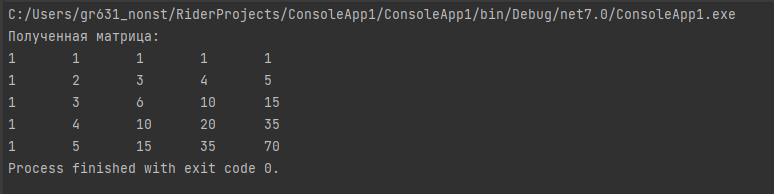 C:/Users/gr631_nonst/RiderProjects/ConsoleApp1/ConsoleApp1/bin/Debug/net7.0/ConsoleApp1.exe
Полученная матрица:
1 1 1 1 1
1 2 3 4 5
1 3 6 10 15
1 4 10 20 35
1 5 15 35 70
Process finished with exit code 0.